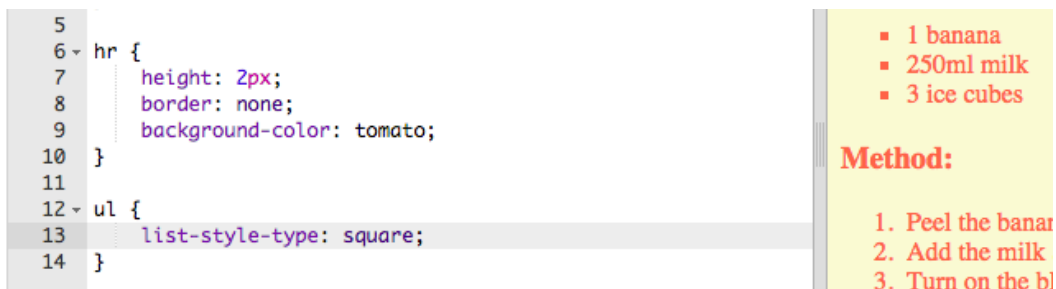 5
6 hr {
7 height: 2px;
8 border: none;
9 background-color: tomato;
10 }
11
12 ul {
13 list-style-type: square;
14 }
1 banana
250ml milk
3 ice cubes
Method:
1. Peel the
2. Add the milk
3. Turn on the